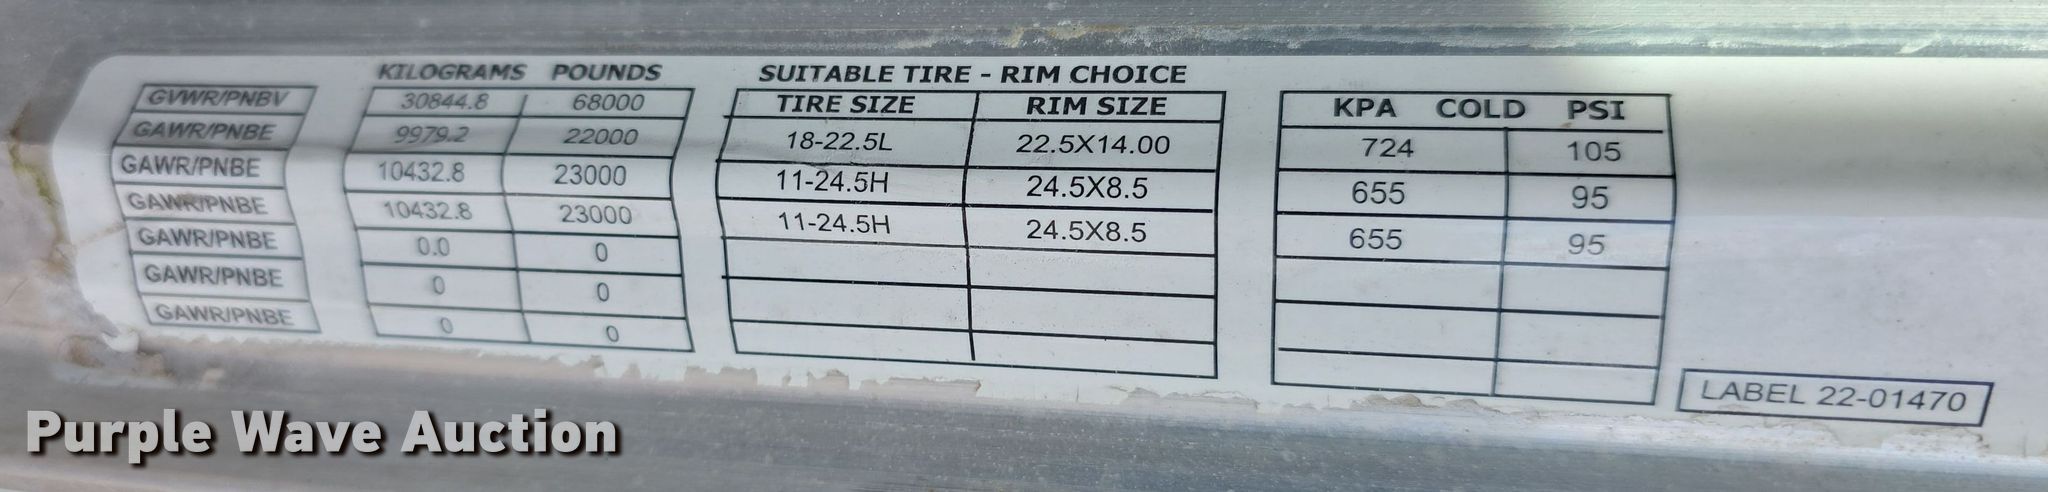 KILOGRAMS POUNDS SUITABLE TIRE - RIM CHOICE
GVWR/PNBV 30844.8 68000 TIRE SIZE RIM SIZE KPA COLD PSI
GAWR/PNBE 9979.2 22000 18-22.5L 22.5X14.00 724 105
GAWR/PNBE 10432.8 23000 11-24.5H 24.5X8.5 655 95
GAWR/PNBE 10432.8 23000 11-24.5H 24.5X8.5 655 95
GAWR/PNBE 0.0 0
GAWR/PNBE 0 0
GAWR/PNBE 0 0
LABEL 22-01470
Purple Wave Auction